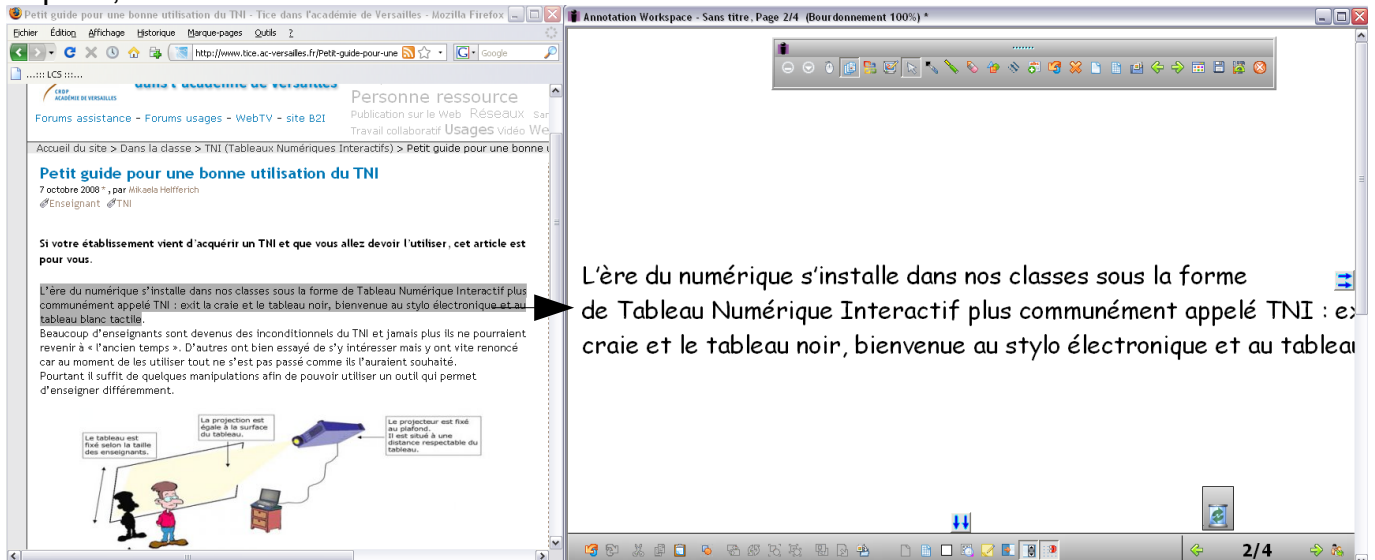 Petit guide pour une bonne utilisation du TNI - Tice dans l'académie de Versailles - Mozilla Firefox
Fichier Édition Affichage Historique Marque-pages Outils ?
http://www.tice.ac-versailles.fr/Petit-guide-pour-une
Google
...::: LCS :::...
CRDP
ACADÉMIE DE VERSAILLES
dans l'académie de Versailles
Personne ressource
Forums assistance - Forums usages - WebTV - site B2I
Publication sur le Web Réseaux
Travail collaboratif Usages Vidéo
Accueil du site > Dans la classe > TNI (Tableaux Numériques Interactifs) > Petit guide pour une bonne
Petit guide pour une bonne utilisation du TNI
7 octobre 2008 * , par Mikaela Helfferich
Enseignant TNI
Si votre établissement vient d'acquérir un TNI et que vous allez devoir l'utiliser, cet article est
pour vous.
L'ère du numérique s'installe dans nos classes sous la forme de Tableau Numérique Interactif plus
communément appelé TNI : exit la craie et le tableau noir, bienvenue au stylo électronique et au
tableau blanc tactile.
Beaucoup d'enseignants sont devenus des inconditionnels du TNI et jamais plus ils ne pourraient
revenir à « l'ancien temps ». D'autres ont bien essayé de s'y intéresser mais y ont vite renoncé
car au moment de les utiliser tout ne s'est pas passé comme ils l'auraient souhaité.
Pourtant il suffit de quelques manipulations afin de pouvoir utiliser un outil qui permet
d'enseigner différemment.
Le tableau est
fixé selon la taille
des enseignants.
La projection est
égale à la surface
du tableau.
Le projecteur est fixé
au plafond.
Il est situé à une
distance respectable du
tableau.
Annotation Workspace - Sans titre, Page 2/4 (Bourdonnement 100%) *
L'ère du numérique s'installe dans nos classes sous la forme
de Tableau Numérique Interactif plus communément appelé TNI :
craie et le tableau noir, bienvenue au stylo électronique et au tableau
2/4